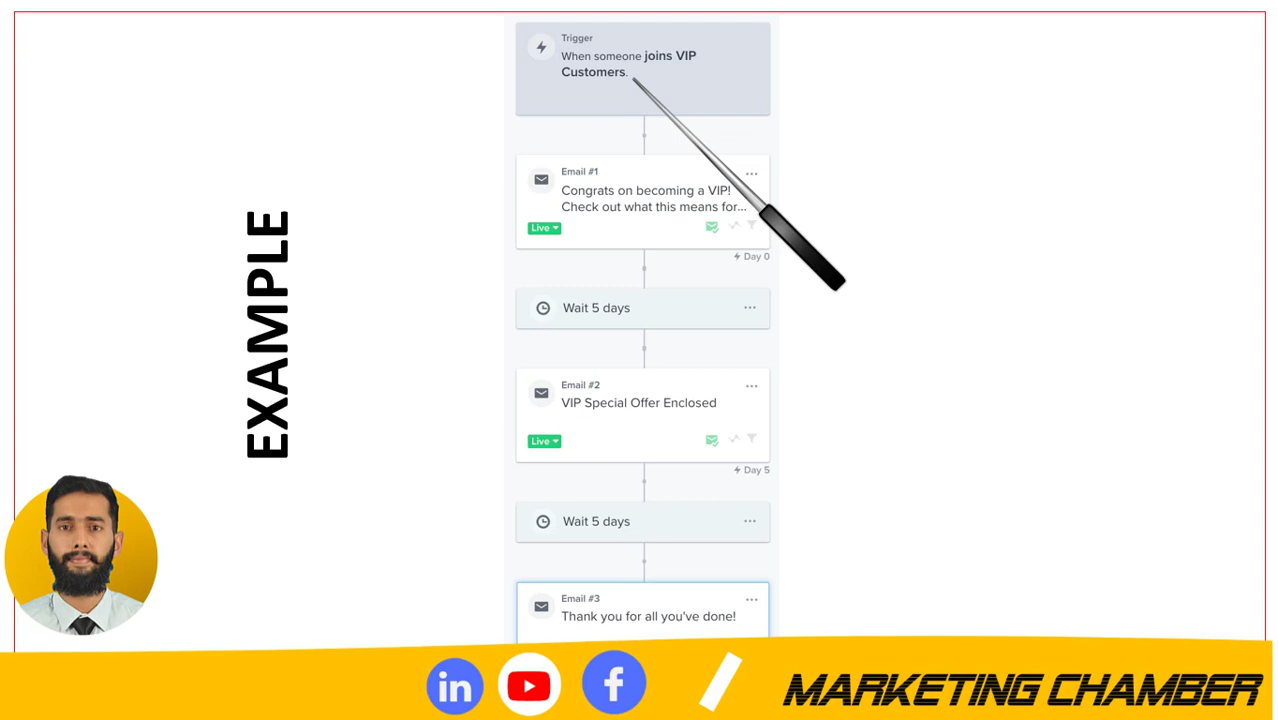 EXAMPLE
Trigger
When someone joins VIP
Customers.
Email #1
Congrats on becoming a VIP!
Check out what this means for...
Live
Day 0
Wait 5 days
Email #2
VIP Special Offer Enclosed
Live
Day 5
Wait 5 days
Email #3
Thank you for all you've done!
in
f
MARKETING CHAMBER